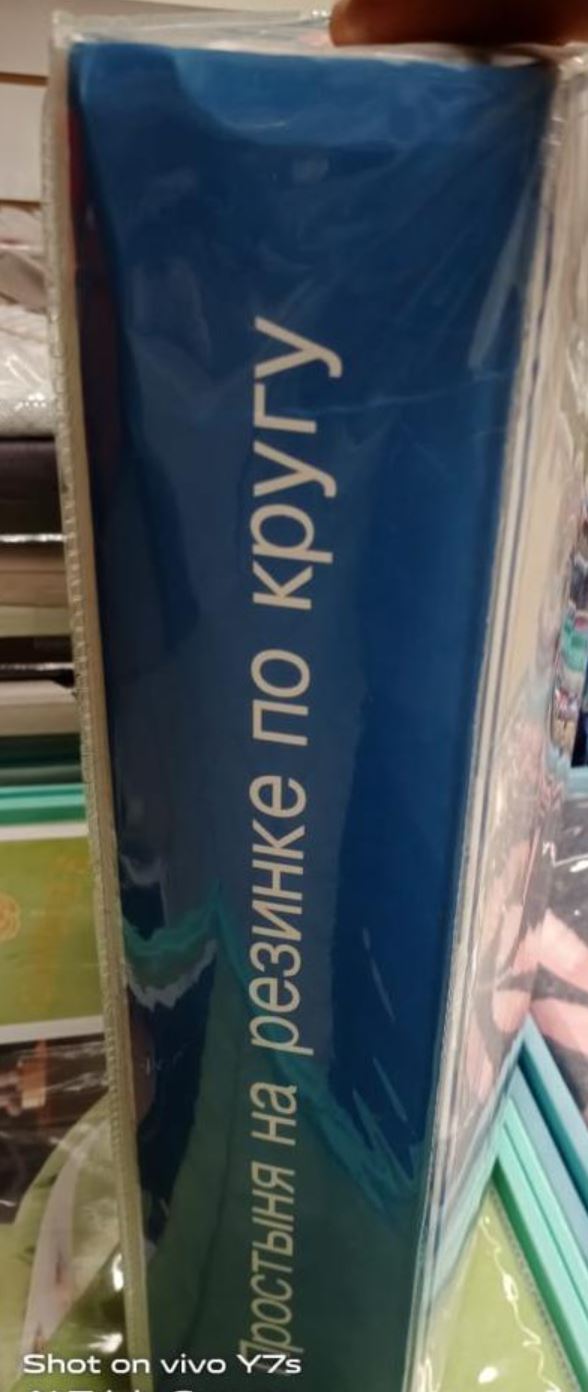 Простыня на резинке по кругу
Shot on vivo Y7s